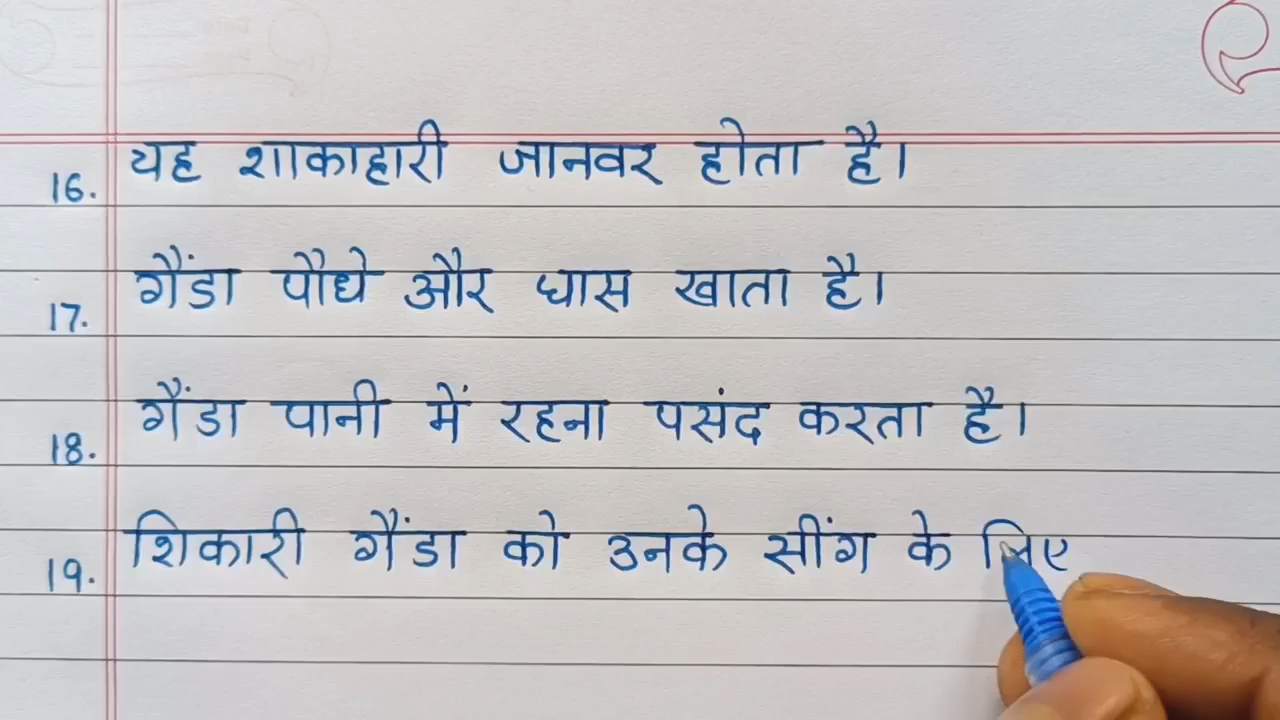 16. यह शाकाहारी जानवर होता है।
17. गैंडा पौधे और घास खाता है।
18. गैंडा पानी में रहना पसंद करता है।
19. शिकारी गैंडा को उनके सींग के लिए